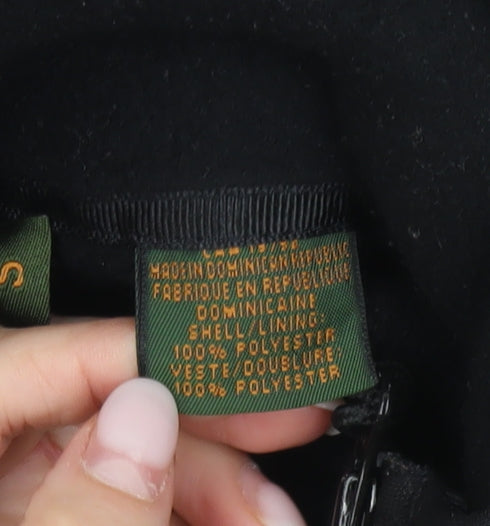 S
MADE IN DOMINICAN REPUBLIC
FABRIQUE EN REPUBLIQUE
DOMINICAINE
SHELL/LINING:
100% POLYESTER
VESTE/DOUBLURE:
100% POLYESTER